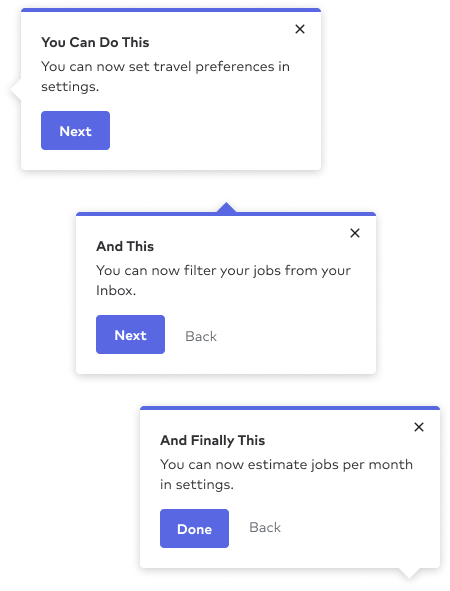 You Can Do This
You can now set travel preferences in
settings.
Next
And This
You can now filter your jobs from your
Inbox.
Next Back
And Finally This
You can now estimate jobs per month
in settings.
Done Back